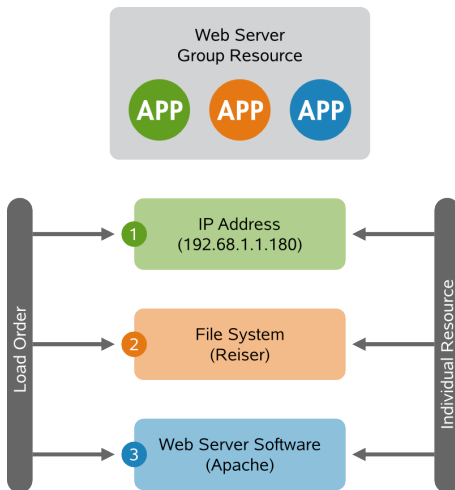 Web Server
Group Resource
APP
APP
APP
Load Order
1
IP Address
(192.68.1.1.180)
2
File System
(Reiser)
3
Web Server Software
(Apache)
Individual Resource